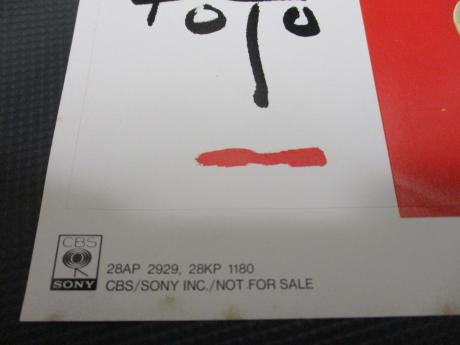 TOTO
CBS
SONY
28AP 2929, 28KP 1180
CBS/SONY INC./NOT FOR SALE